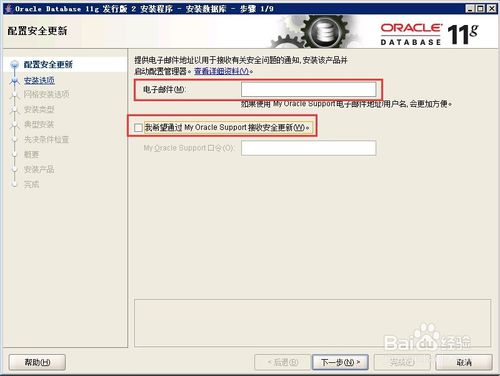 Oracle Database 11g 发行版 2 安装程序 - 安装数据库 - 步骤 1/9
配置安全更新
ORACLE
DATABASE
11g
配置安全更新
安装选项
网格安装选项
安装类型
典型安装
先决条件检查
概要
安装产品
完成
提供电子邮件地址以用于接收有关安全问题的通知, 安装该产品并
启动配置管理器。查看详细资料(V)。
电子邮件(M):
如果使用 My Oracle Support 电子邮件地址/用户名, 会更加方便。
我希望通过 My Oracle Support 接收安全更新(W)。
My Oracle Support 口令(O):
帮助(H)
< 后退(B)
下一步(N) >
完成(F)
取消
Baidu 经验
jingyan.baidu.com